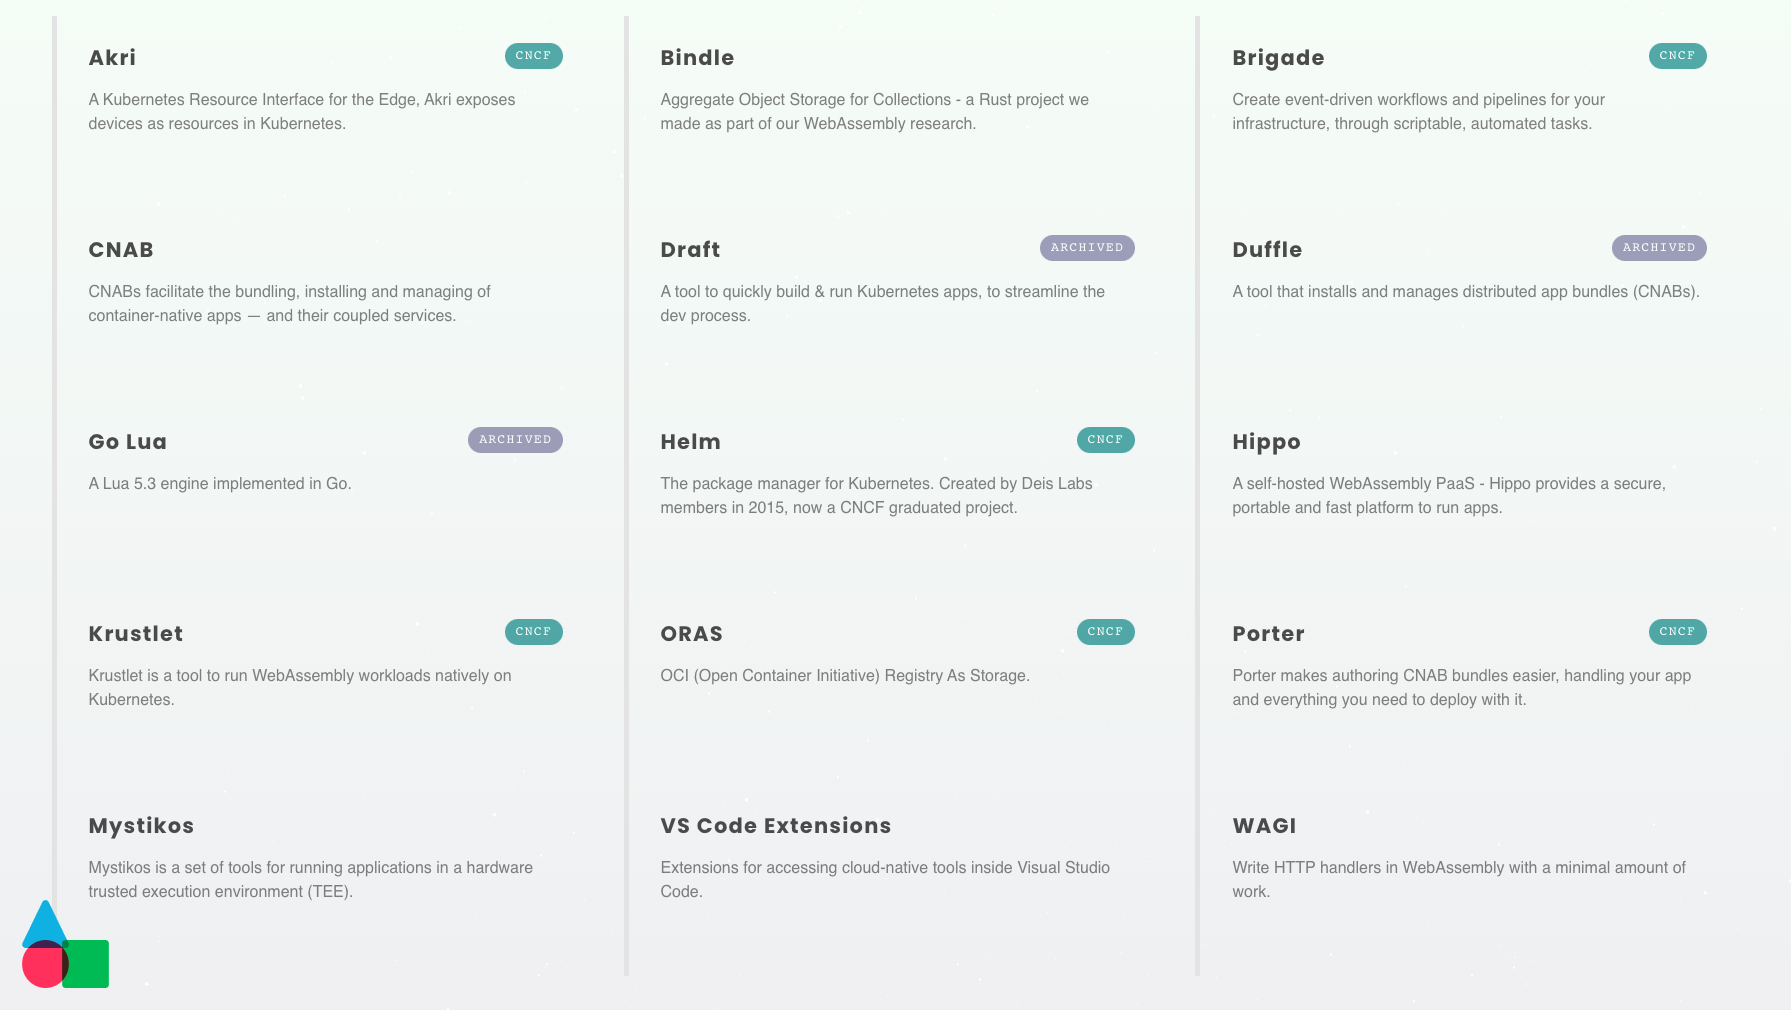 Akri
CNCF
A Kubernetes Resource Interface for the Edge, Akri exposes
devices as resources in Kubernetes.
Bindle
Aggregate Object Storage for Collections - a Rust project we
made as part of our WebAssembly research.
Brigade
CNCF
Create event-driven workflows and pipelines for your
infrastructure, through scriptable, automated tasks.
CNAB
CNABs facilitate the bundling, installing and managing of
container-native apps — and their coupled services.
Draft
ARCHIVED
A tool to quickly build & run Kubernetes apps, to streamline the
dev process.
Duffle
ARCHIVED
A tool that installs and manages distributed app bundles (CNABs).
Go Lua
ARCHIVED
A Lua 5.3 engine implemented in Go.
Helm
CNCF
The package manager for Kubernetes. Created by Deis Labs
members in 2015, now a CNCF graduated project.
Hippo
A self-hosted WebAssembly PaaS - Hippo provides a secure,
portable and fast platform to run apps.
Krustlet
CNCF
Krustlet is a tool to run WebAssembly workloads natively on
Kubernetes.
ORAS
CNCF
OCI (Open Container Initiative) Registry As Storage.
Porter
CNCF
Porter makes authoring CNAB bundles easier, handling your app
and everything you need to deploy with it.
Mystikos
Mystikos is a set of tools for running applications in a hardware
trusted execution environment (TEE).
VS Code Extensions
Extensions for accessing cloud-native tools inside Visual Studio
Code.
WAGI
Write HTTP handlers in WebAssembly with a minimal amount of
work.